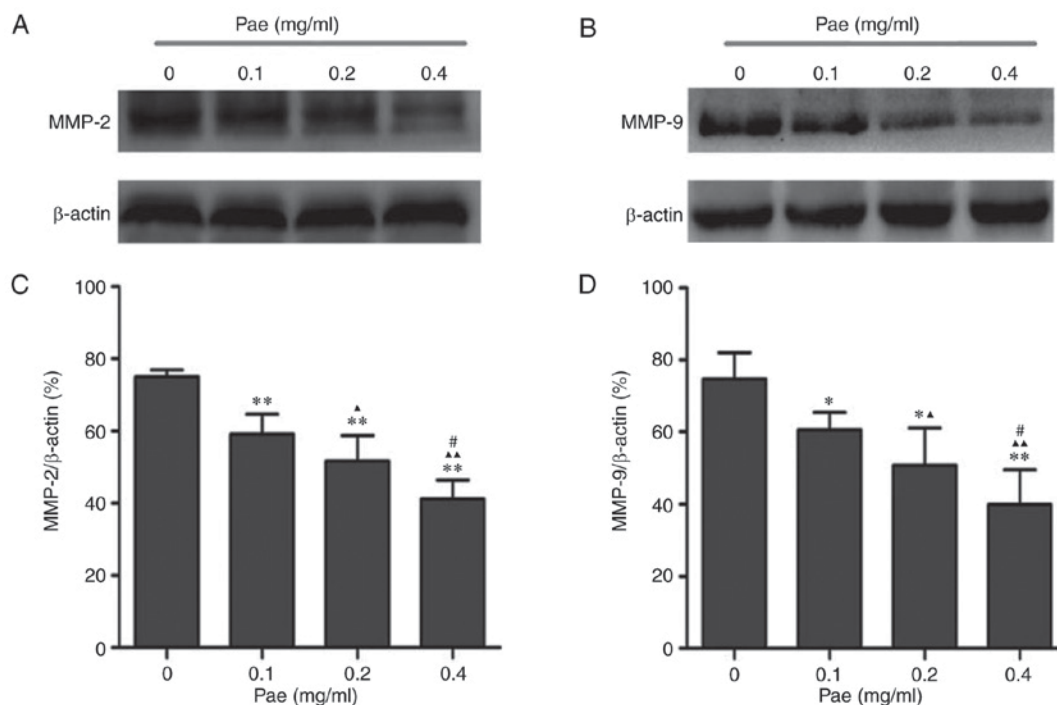 A
Pae (mg/ml)
0 0.1 0.2 0.4
MMP-2
β-actin
B
Pae (mg/ml)
0 0.1 0.2 0.4
MMP-9
β-actin
C
MMP-2/β-actin (%)
100
80
60
40
20
0
**
▲
**
#
▲▲
**
0 0.1 0.2 0.4
Pae (mg/ml)
D
MMP-9/β-actin (%)
100
80
60
40
20
0
*
*▲
#
▲▲
**
0 0.1 0.2 0.4
Pae (mg/ml)